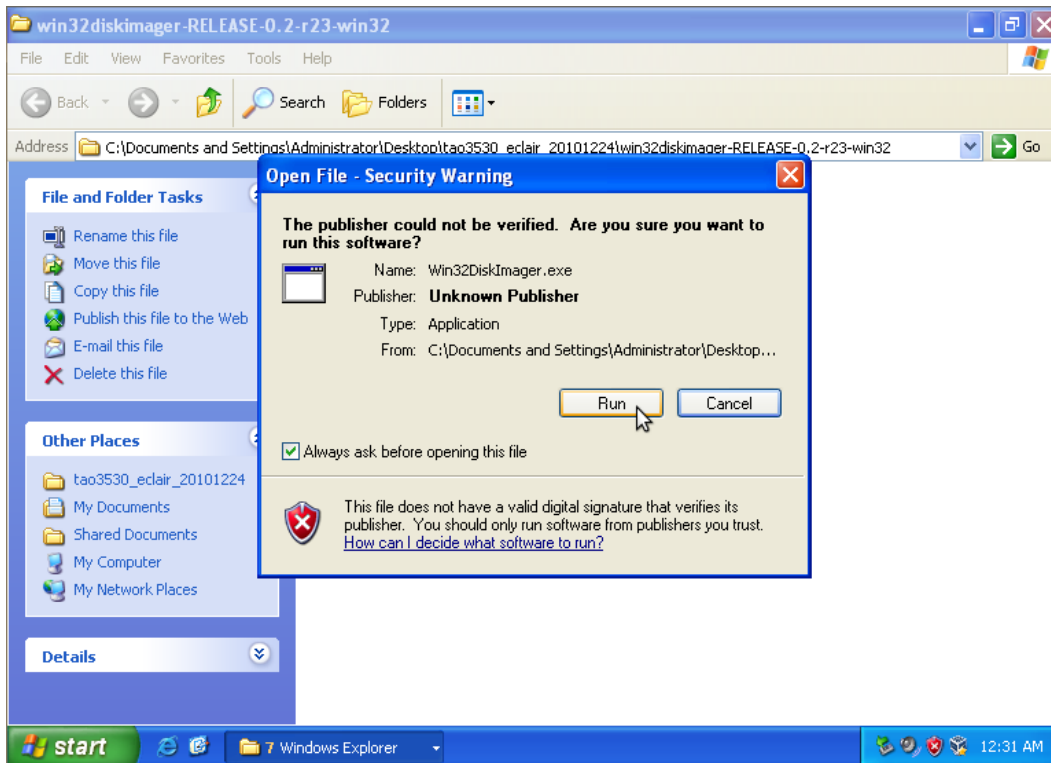 win32diskimager-RELEASE-0.2-r23-win32
File Edit View Favorites Tools Help
Back Search Folders
Address C:\Documents and Settings\Administrator\Desktop\tao3530_eclair_20101224\win32diskimager-RELEASE-0.2-r23-win32 Go
File and Folder Tasks
Rename this file
Move this file
Copy this file
Publish this file to the Web
E-mail this file
Delete this file
Other Places
tao3530_eclair_20101224
My Documents
Shared Documents
My Computer
My Network Places
Details
Open File - Security Warning
The publisher could not be verified. Are you sure you want to
run this software?
Name: Win32DiskImager.exe
Publisher: Unknown Publisher
Type: Application
From: C:\Documents and Settings\Administrator\Desktop...
Run Cancel
Always ask before opening this file
This file does not have a valid digital signature that verifies its
publisher. You should only run software from publishers you trust.
How can I decide what software to run?
start 7 Windows Explorer 12:31 AM